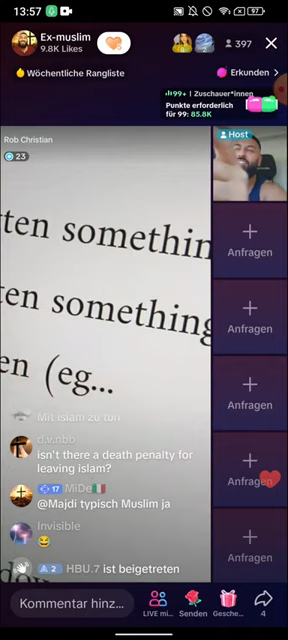 13:57
97
Ex-muslim
9.8K Likes
397
Wöchentliche Rangliste
Erkunden
99+ | Zuschauer*innen
Punkte erforderlich
für 99: 85.8K
Rob Christian
23
Host
ten somethin
ten something
en (eg...
Anfragen
Anfragen
Anfragen
Anfragen
Anfragen
Mit islam zu tun
d.v.nbb
isn't there a death penalty for
leaving islam?
17 MiDe
@Majdi typisch Muslim ja
Invisible
2 HBU.7 ist beigetreten
Kommentar hinz...
LIVE mi...
Senden
Gesche...
4